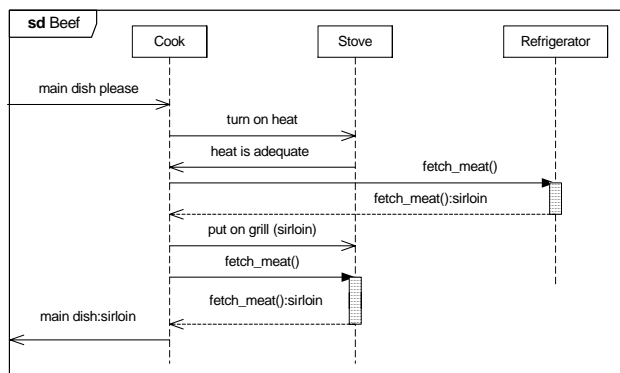 sd Beef
Cook
Stove
Refrigerator
main dish please
turn on heat
heat is adequate
fetch_meat()
fetch_meat():sirloin
put on grill (sirloin)
fetch_meat()
fetch_meat():sirloin
main dish:sirloin